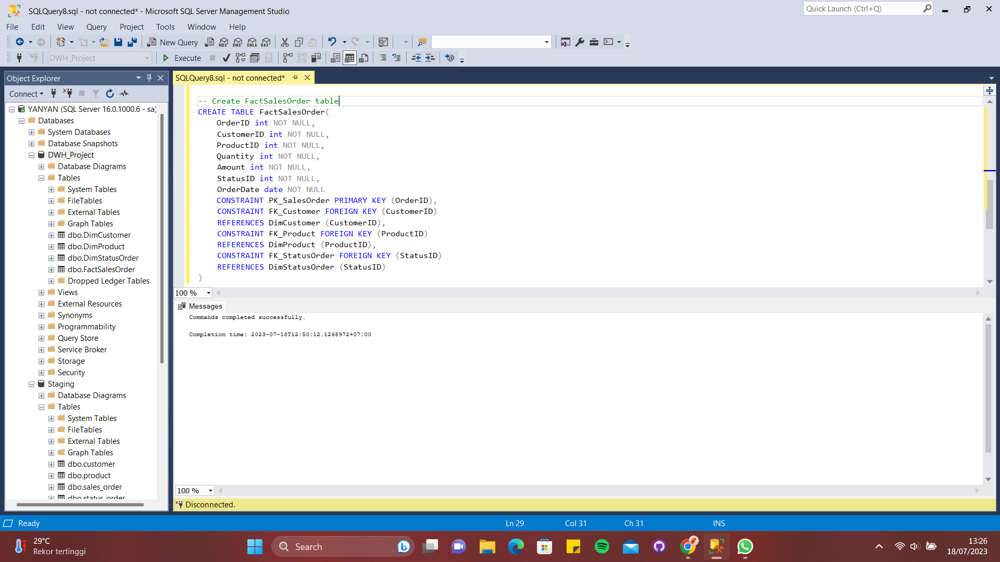 SQLQuery8.sql - not connected* - Microsoft SQL Server Management Studio
Quick Launch (Ctrl+Q)
File Edit View Query Project Tools Window Help
New Query
MDX DMX XMLA DAX
DWH_Project
Execute
Object Explorer
Connect
YANYAN (SQL Server 16.0.1000.6 - sa)
Databases
System Databases
Database Snapshots
DWH_Project
Database Diagrams
Tables
System Tables
FileTables
External Tables
Graph Tables
dbo.DimCustomer
dbo.DimProduct
dbo.DimStatusOrder
dbo.FactSalesOrder
Dropped Ledger Tables
Views
External Resources
Synonyms
Programmability
Query Store
Service Broker
Storage
Security
Staging
Database Diagrams
Tables
System Tables
FileTables
External Tables
Graph Tables
dbo.customer
dbo.product
dbo.sales_order
dbo.status_order
SQLQuery8.sql - not connected*
-- Create FactSalesOrder table
CREATE TABLE FactSalesOrder(
OrderID int NOT NULL,
CustomerID int NOT NULL,
ProductID int NOT NULL,
Quantity int NOT NULL,
Amount int NOT NULL,
StatusID int NOT NULL,
OrderDate date NOT NULL
CONSTRAINT PK_SalesOrder PRIMARY KEY (OrderID),
CONSTRAINT FK_Customer FOREIGN KEY (CustomerID)
REFERENCES DimCustomer (CustomerID),
CONSTRAINT FK_Product FOREIGN KEY (ProductID)
REFERENCES DimProduct (ProductID),
CONSTRAINT FK_StatusOrder FOREIGN KEY (StatusID)
REFERENCES DimStatusOrder (StatusID)
)
100 %
Messages
Commands completed successfully.
Completion time: 2023-07-18T12:50:12.1268972+07:00
100 %
Disconnected.
Ready
Ln 29
Col 31
Ch 31
INS
29°C
Rekor tertinggi
Search
13:26
18/07/2023